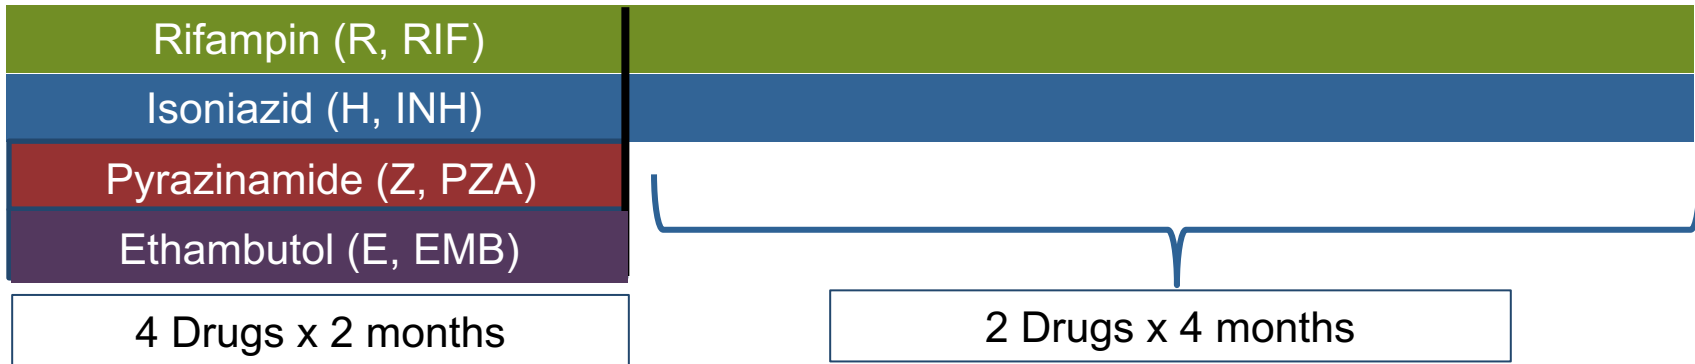 Rifampin (R, RIF)
Isoniazid (H, INH)
Pyrazinamide (Z, PZA)
Ethambutol (E, EMB)
4 Drugs x 2 months
2 Drugs x 4 months